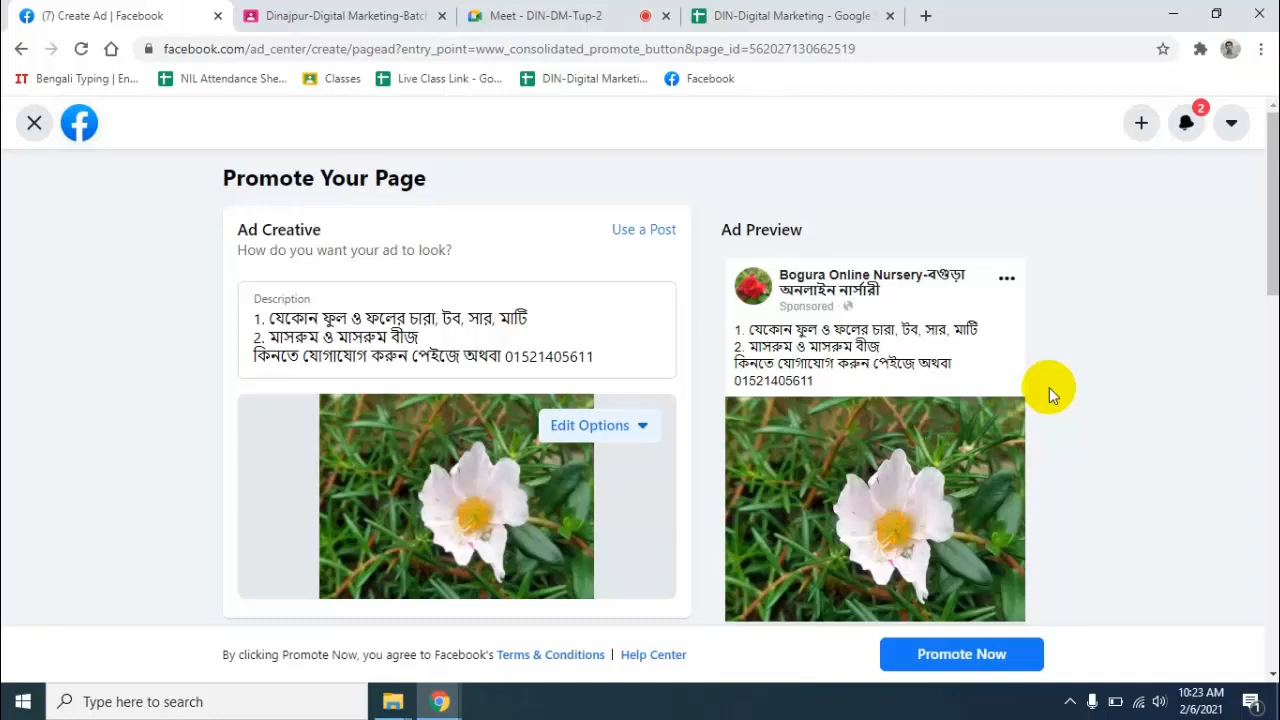 (7) Create Ad | Facebook
Dinajpur-Digital Marketing-Batch
Meet - DIN-DM-Tup-2
DIN-Digital Marketing - Google
facebook.com/ad_center/create/pagead?entry_point=www_consolidated_promote_button&page_id=562027130662519
IT Bengali Typing | En...
NIL Attendance She...
Classes
Live Class Link - Go...
DIN-Digital Marketi...
Facebook
2
Promote Your Page
Ad Creative
Use a Post
How do you want your ad to look?
Description
1. যেকোন ফুল ও ফলের চারা, টব, সার, মাটি
2. মাসরুম ও মাসরুম বীজ
কিনতে যোগাযোগ করুন পেইজে অথবা 01521405611
Edit Options
Ad Preview
Bogura Online Nursery-বগুড়া
অনলাইন নার্সারী
Sponsored
1. যেকোন ফুল ও ফলের চারা, টব, সার, মাটি
2. মাসরুম ও মাসরুম বীজ
কিনতে যোগাযোগ করুন পেইজে অথবা
01521405611
By clicking Promote Now, you agree to Facebook's Terms & Conditions | Help Center
Promote Now
Type here to search
10:23 AM
2/6/2021
1